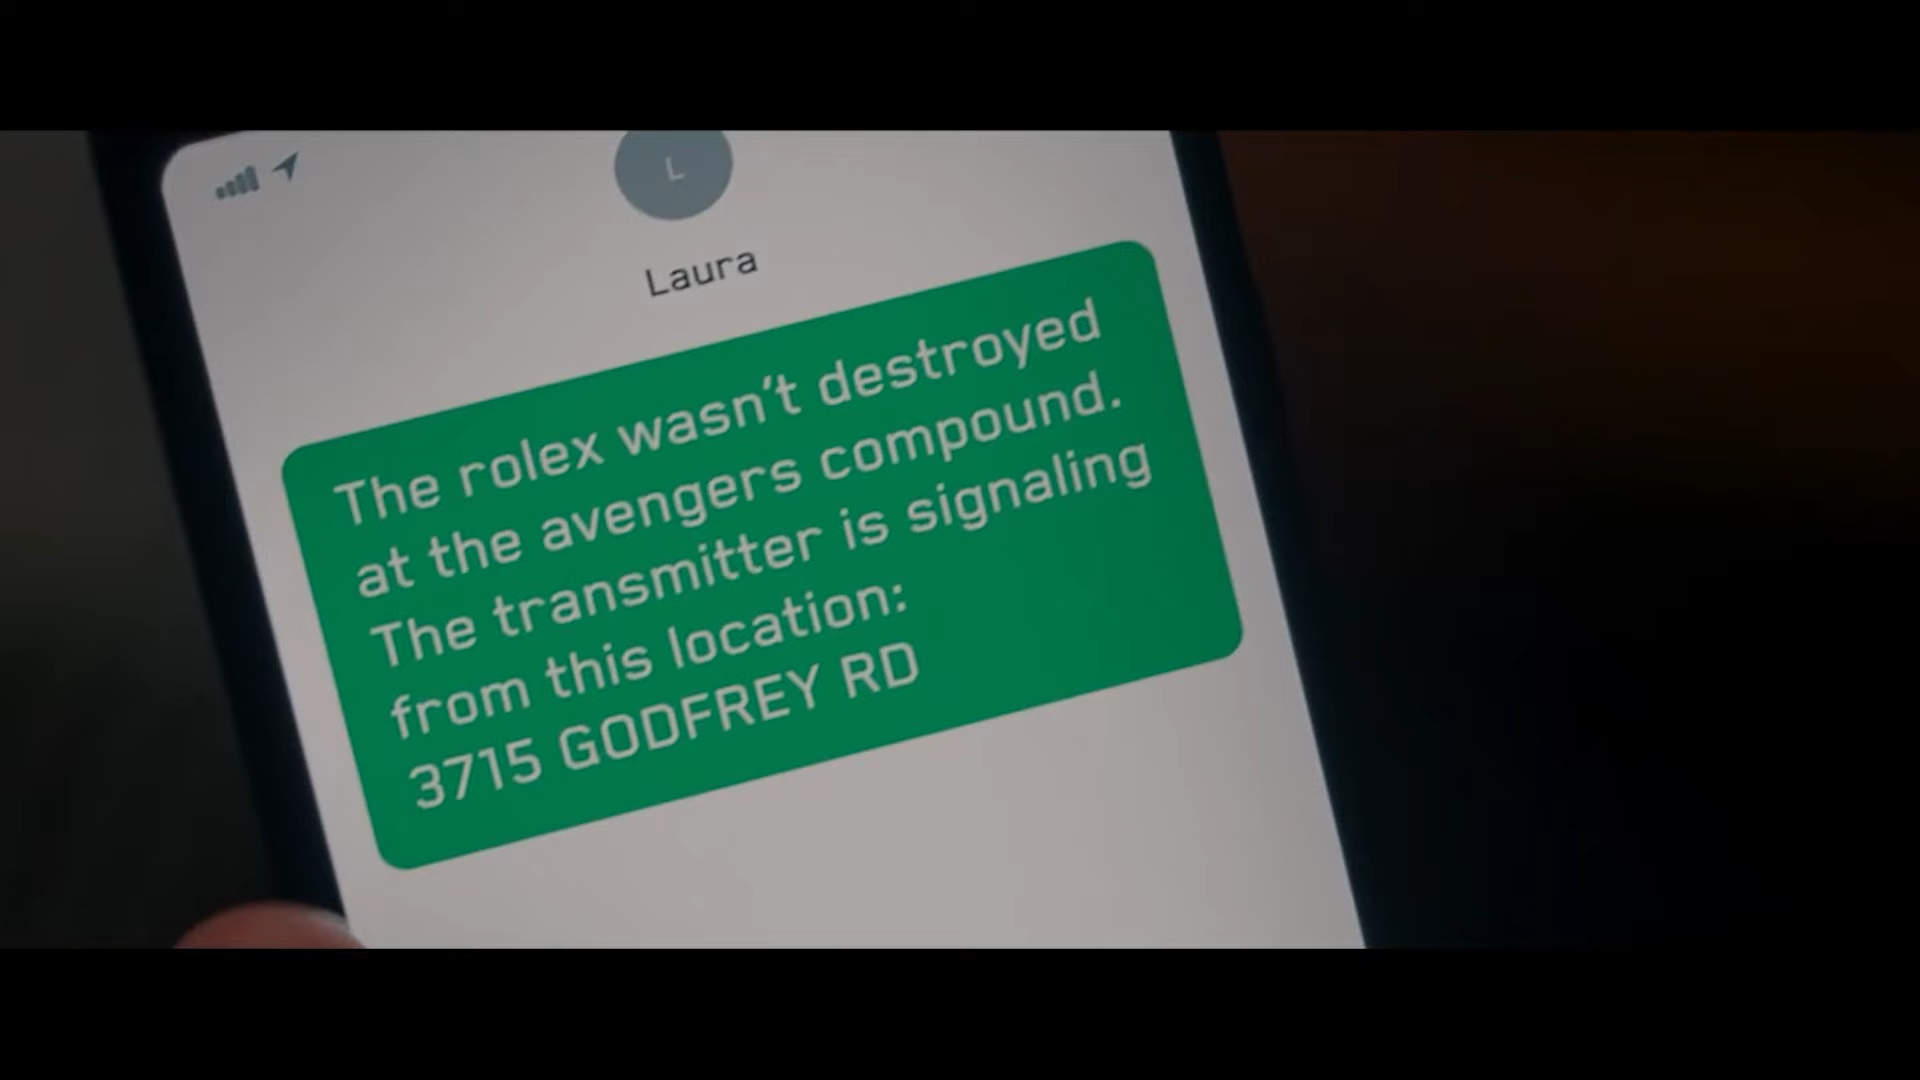 L
Laura
The rolex wasn't destroyed
at the avengers compound.
The transmitter is signaling
from this location:
3715 GODFREY RD